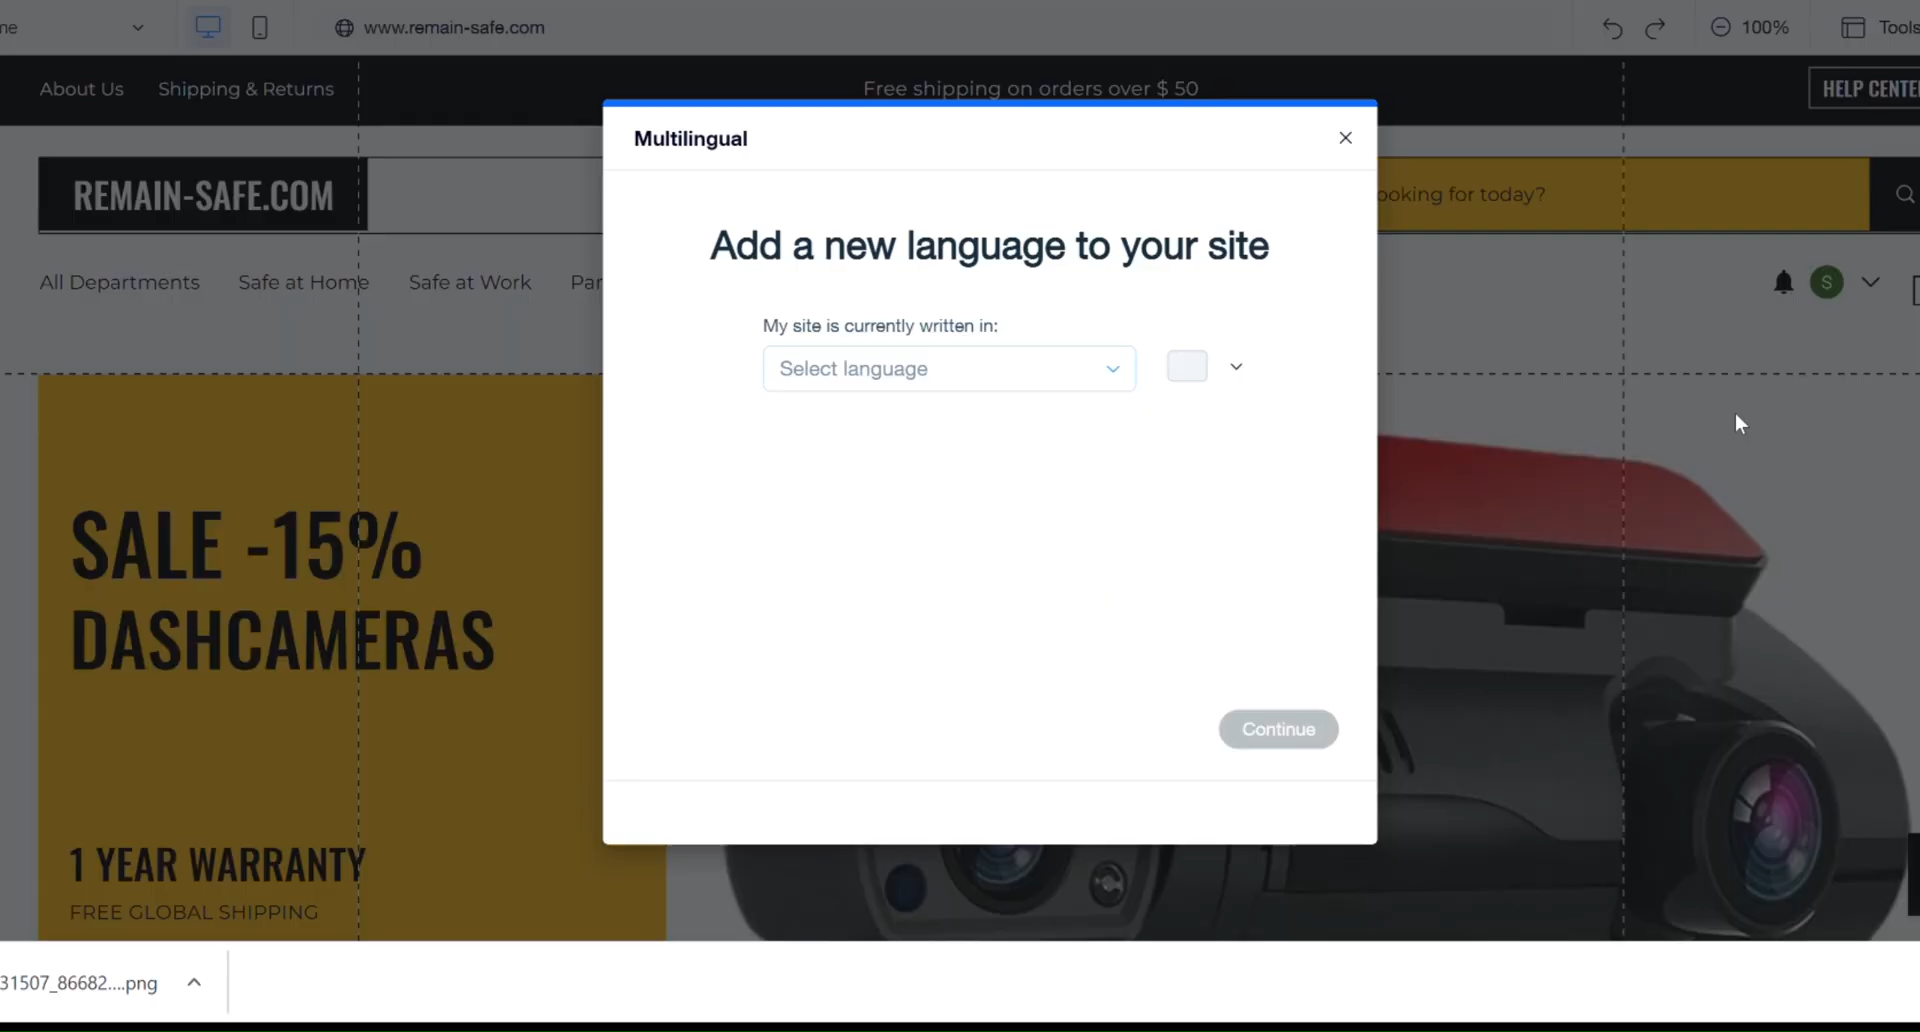 me
www.remain-safe.com
100%
Tools
About Us
Shipping & Returns
Free shipping on orders over $ 50
HELP CENTE
Multilingual
REMAIN-SAFE.COM
ooking for today?
Add a new language to your site
All Departments
Safe at Home
Safe at Work
Par
S
My site is currently written in:
Select language
SALE -15%
DASHCAMERAS
Continue
1 YEAR WARRANTY
FREE GLOBAL SHIPPING
31507_86682....png